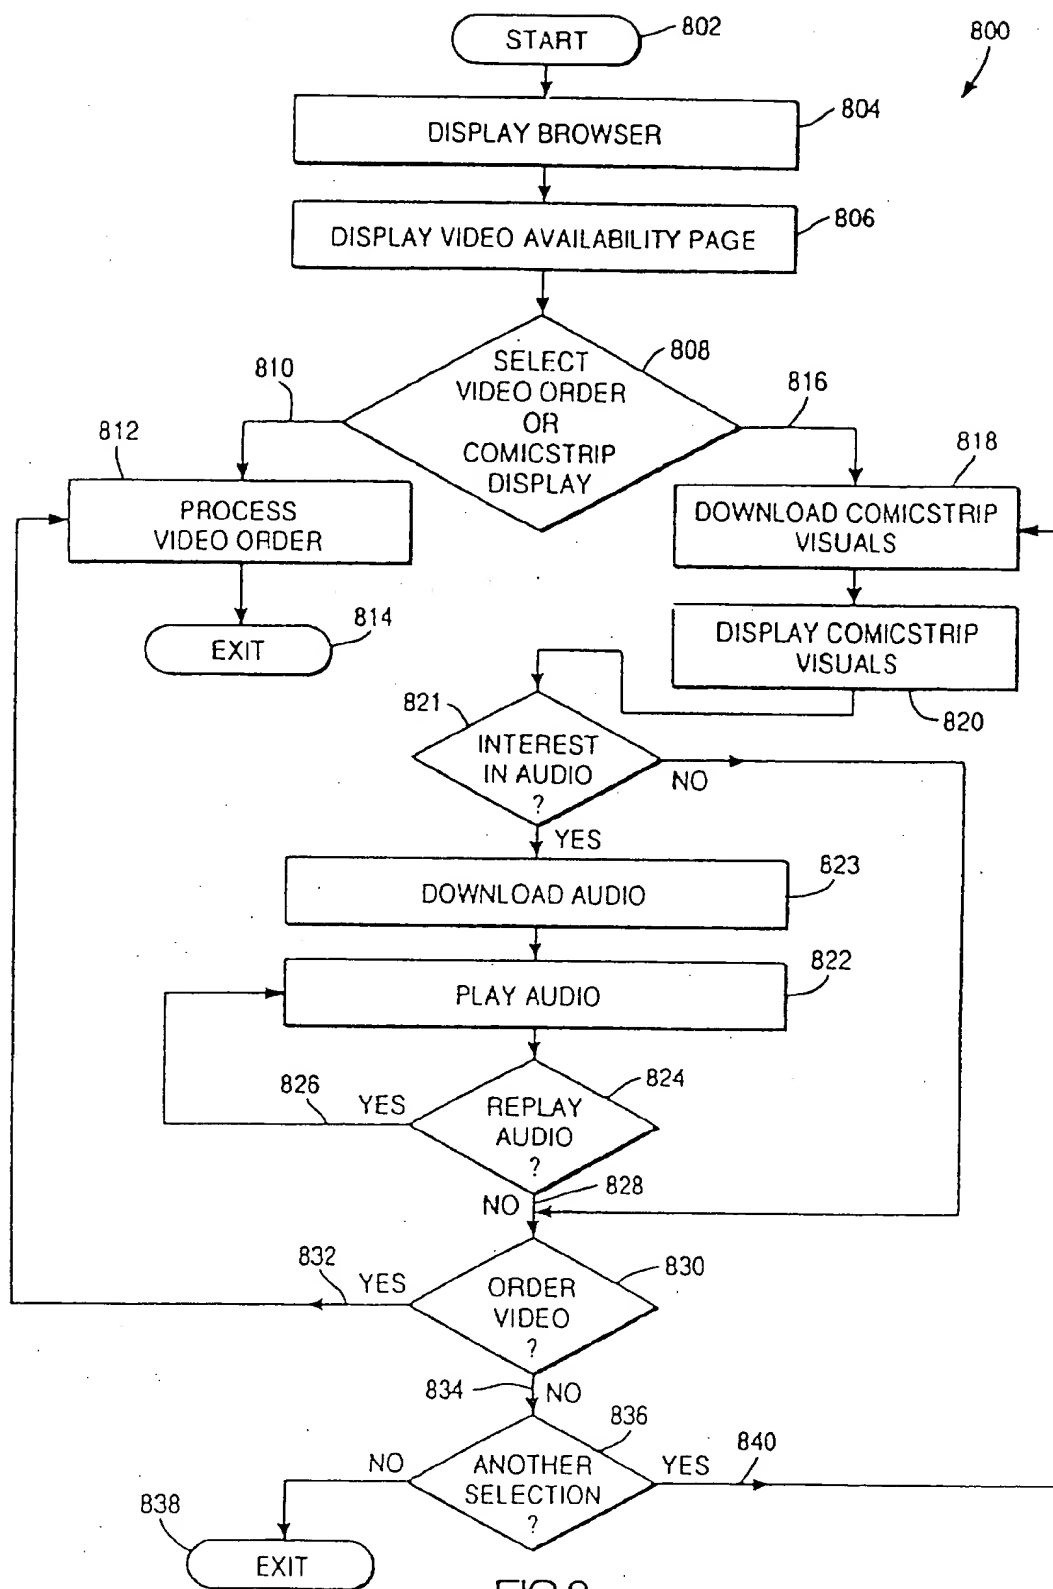 START
802
800
DISPLAY BROWSER
804
DISPLAY VIDEO AVAILABILITY PAGE
806
SELECT
VIDEO ORDER
OR
COMICSTRIP
DISPLAY
808
810
816
812
PROCESS
VIDEO ORDER
818
DOWNLOAD COMICSTRIP
VISUALS
EXIT
814
DISPLAY COMICSTRIP
VISUALS
820
821
INTEREST
IN AUDIO
?
NO
YES
DOWNLOAD AUDIO
823
PLAY AUDIO
822
REPLAY
AUDIO
?
824
826
YES
NO
828
ORDER
VIDEO
?
830
832
YES
834
NO
836
ANOTHER
SELECTION
?
NO
YES
840
838
EXIT